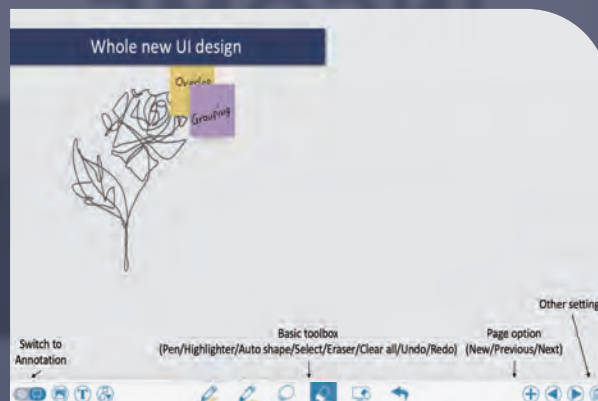 Whole new UI design
Overlap
Grouping
Other setting
Basic toolbox
Page option
Switch to
Annotation
(Pen/Highlighter/Auto shape/Select/Eraser/Clear all/Undo/Redo)
(New/Previous/Next)
T